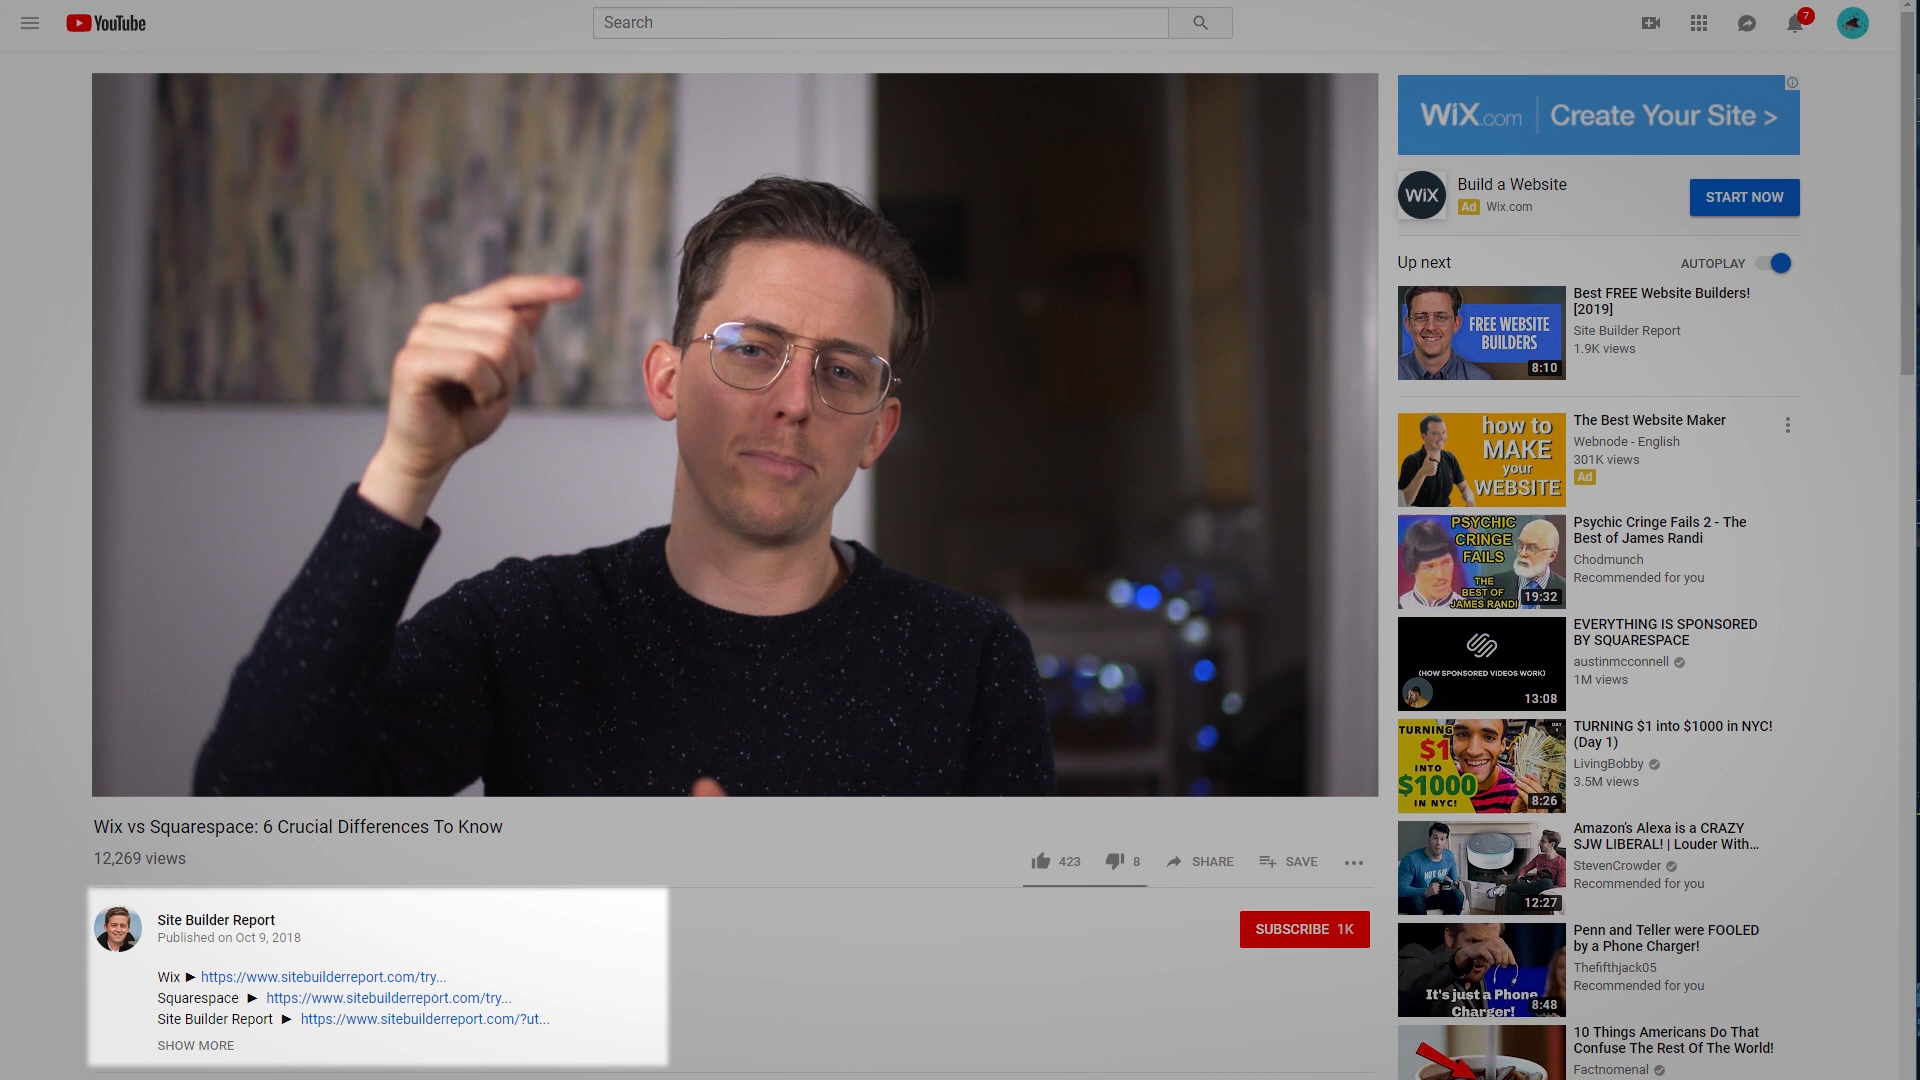 YouTube
Search
7
WiX.com | Create Your Site >
WiX
Build a Website
Ad Wix.com
START NOW
Up next
AUTOPLAY
FREE WEBSITE
BUILDERS
8:10
Best FREE Website Builders!
[2019]
Site Builder Report
1.9K views
how to
MAKE
your
WEBSITE
The Best Website Maker
Webnode - English
301K views
Ad
PSYCHIC
CRINGE
FAILS
THE
BEST OF
JAMES RANDI
19:32
Psychic Cringe Fails 2 - The
Best of James Randi
Chodmunch
Recommended for you
(HOW SPONSORED VIDEOS WORK)
13:08
EVERYTHING IS SPONSORED
BY SQUARESPACE
austinmcconnell
1M views
TURNING
$1
INTO
$1000
IN NYC!
DAY
8:26
TURNING $1 into $1000 in NYC!
(Day 1)
LivingBobby
3.5M views
12:27
Amazon's Alexa is a CRAZY
SJW LIBERAL! | Louder With...
StevenCrowder
Recommended for you
It's just a Phone
Charger!
8:48
Penn and Teller were FOOLED
by a Phone Charger!
Thefifthjack05
Recommended for you
10 Things Americans Do That
Confuse The Rest Of The World!
Factnomenal
Wix vs Squarespace: 6 Crucial Differences To Know
12,269 views
423 8 SHARE SAVE
Site Builder Report
Published on Oct 9, 2018
SUBSCRIBE 1K
Wix ► https://www.sitebuilderreport.com/try...
Squarespace ► https://www.sitebuilderreport.com/try...
Site Builder Report ► https://www.sitebuilderreport.com/?ut...
SHOW MORE